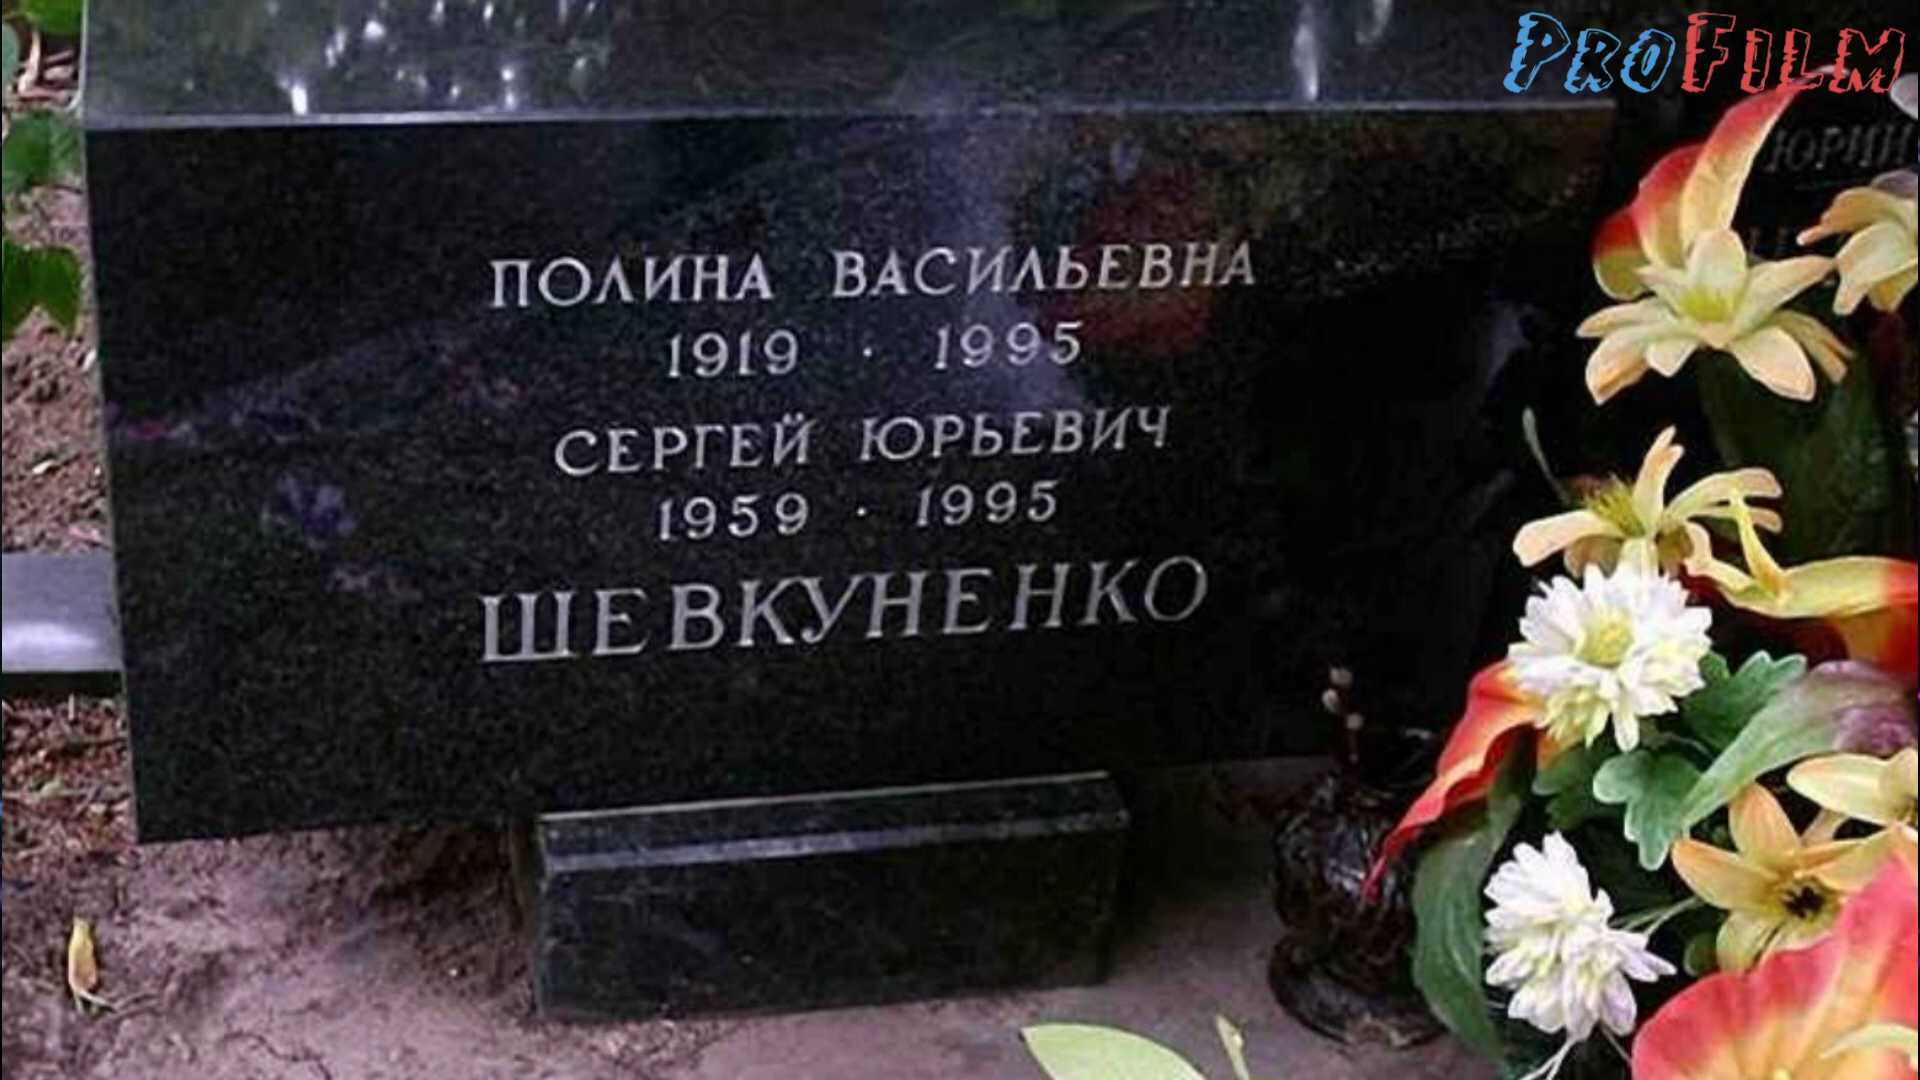 ProFilm
ПОЛИНА ВАСИЛЬЕВНА
1919 · 1995
СЕРГЕЙ ЮРЬЕВИЧ
1959 · 1995
ШЕВКУНЕНКО